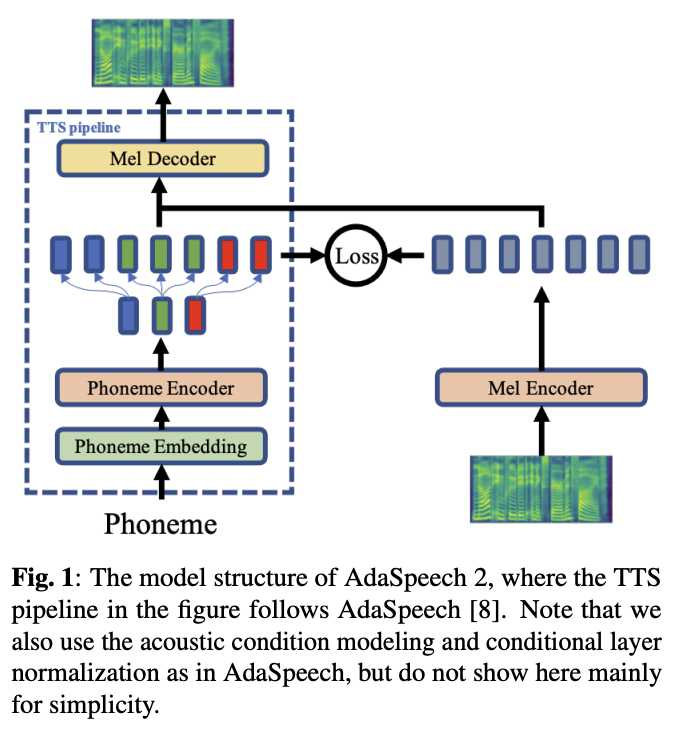 TTS pipeline
Mel Decoder
Loss
Phoneme Encoder
Mel Encoder
Phoneme Embedding
Phoneme
Fig. 1: The model structure of AdaSpeech 2, where the TTS
pipeline in the figure follows AdaSpeech [8]. Note that we
also use the acoustic condition modeling and conditional layer
normalization as in AdaSpeech, but do not show here mainly
for simplicity.